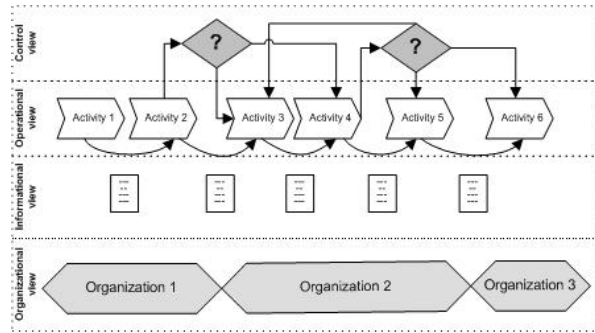 Control
view
?
?
Operational
view
Activity 1
Activity 2
Activity 3
Activity 4
Activity 5
Activity 6
Informational
view
Organizational
view
Organization 1
Organization 2
Organization 3